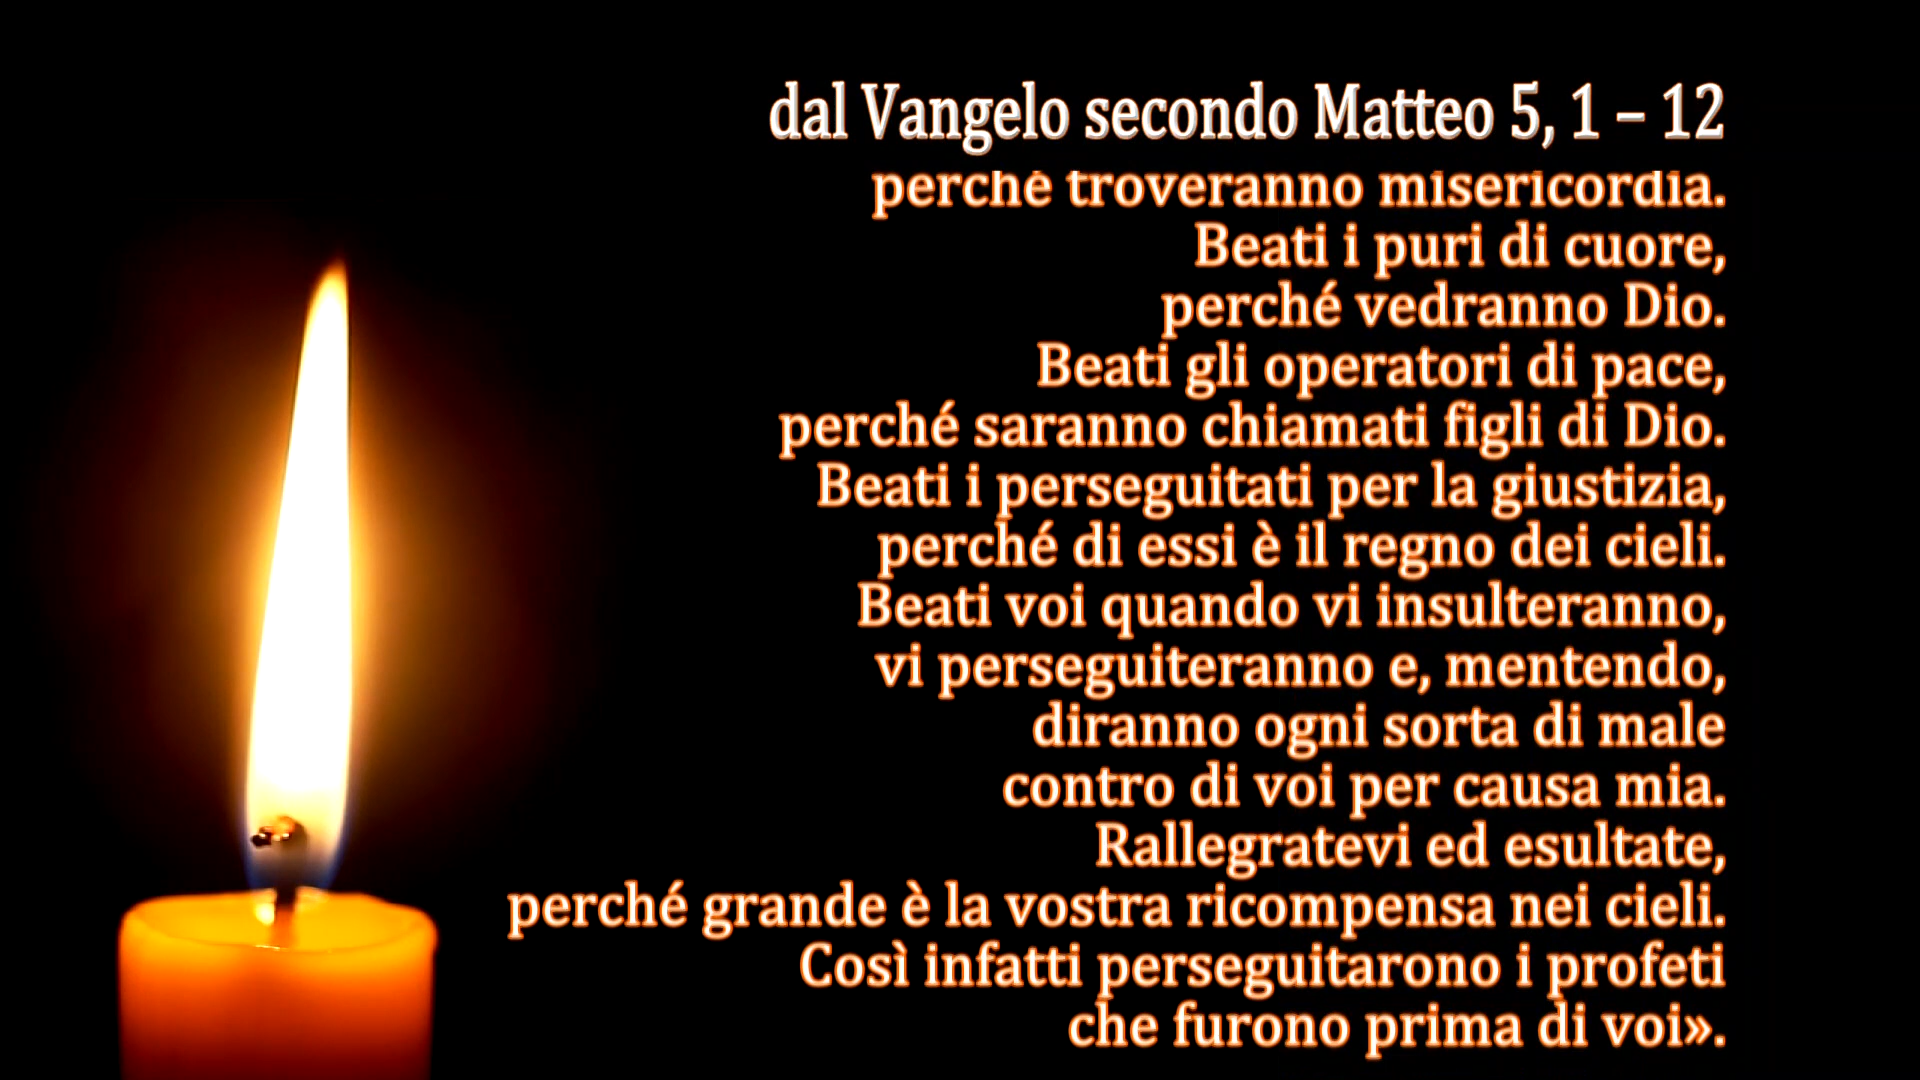 dal Vangelo secondo Matteo 5, 1 – 12
perché troveranno misericordia.
Beati i puri di cuore,
perché vedranno Dio.
Beati gli operatori di pace,
perché saranno chiamati figli di Dio.
Beati i perseguitati per la giustizia,
perché di essi è il regno dei cieli.
Beati voi quando vi insulteranno,
vi perseguiteranno e, mentendo,
diranno ogni sorta di male
contro di voi per causa mia.
Rallegratevi ed esultate,
perché grande è la vostra ricompensa nei cieli.
Così infatti perseguitarono i profeti
che furono prima di voi».